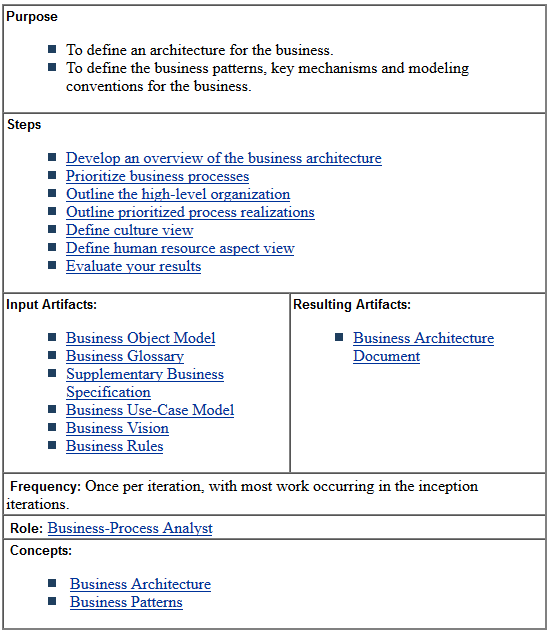 Purpose
To define an architecture for the business.
To define the business patterns, key mechanisms and modeling
conventions for the business.
Steps
Develop an overview of the business architecture
Prioritize business processes
Outline the high-level organization
Outline prioritized process realizations
Define culture view
Define human resource aspect view
Evaluate your results
Input Artifacts:
Business Object Model
Business Glossary
Supplementary Business
Specification
Business Use-Case Model
Business Vision
Business Rules
Resulting Artifacts:
Business Architecture
Document
Frequency: Once per iteration, with most work occurring in the inception
iterations.
Role: Business-Process Analyst
Concepts:
Business Architecture
Business Patterns